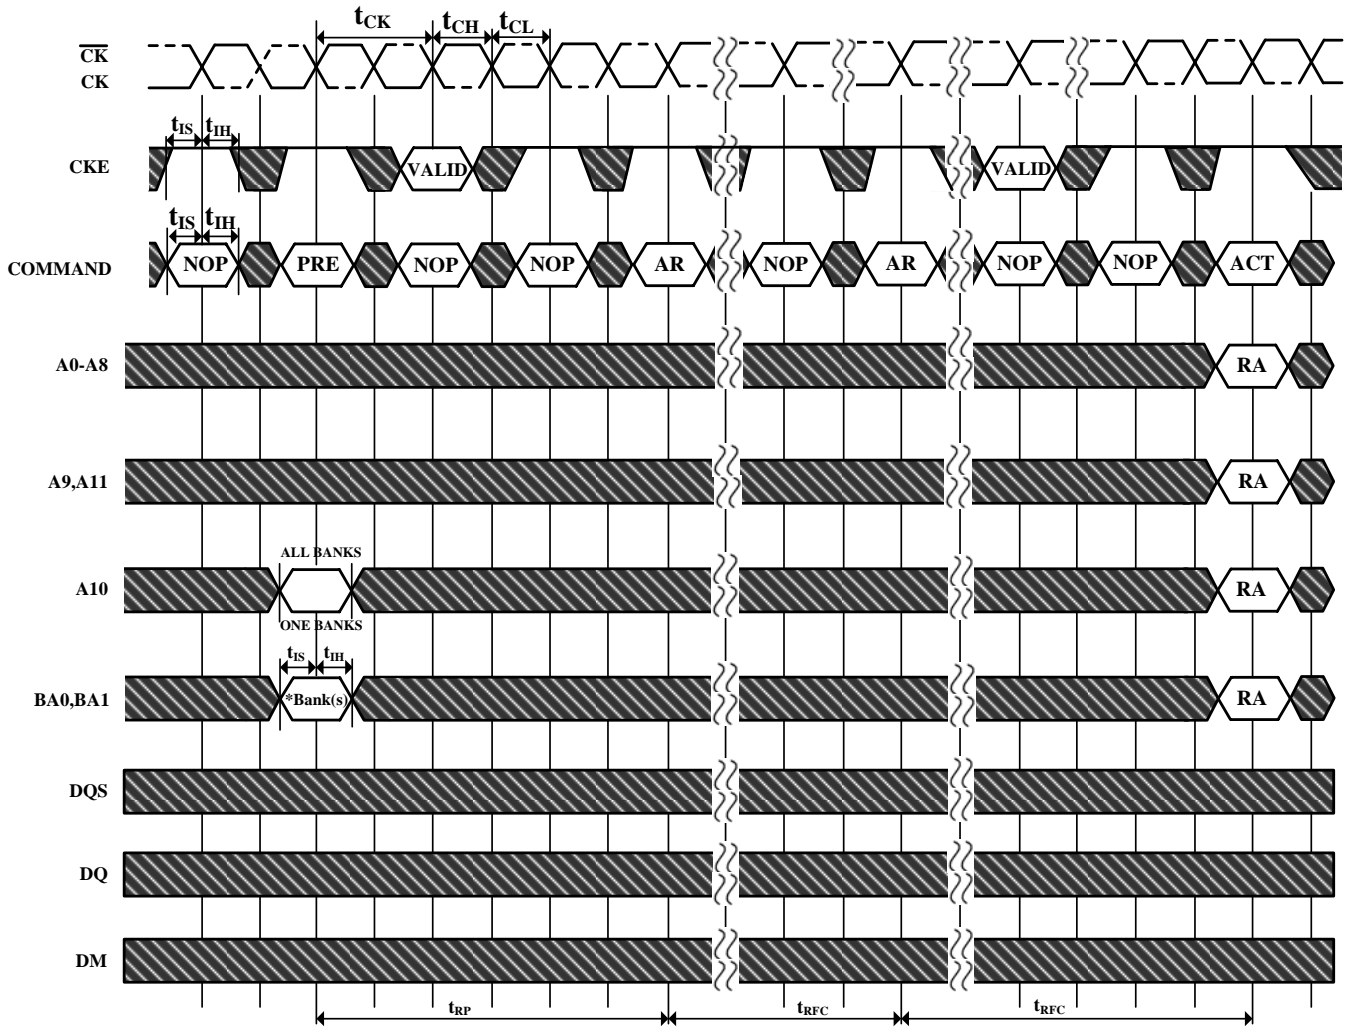 tCK tCH tCL
CK
CK
tIS tIH
CKE VALID VALID
tIS tIH
COMMAND NOP PRE NOP NOP AR NOP AR NOP NOP ACT
A0-A8 RA
A9,A11 RA
ALL BANKS
A10 RA
ONE BANKS
tIS tIH
BA0,BA1 *Bank(s) RA
DQS
DQ
DM
tRP tRFC tRFC